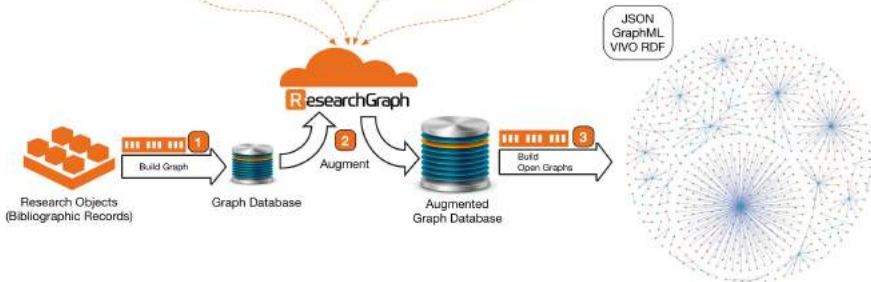 JSON
GraphML
VIVO RDF
ResearchGraph
1
Build Graph
2
Augment
3
Build
Open Graphs
Research Objects
(Bibliographic Records)
Graph Database
Augmented
Graph Database